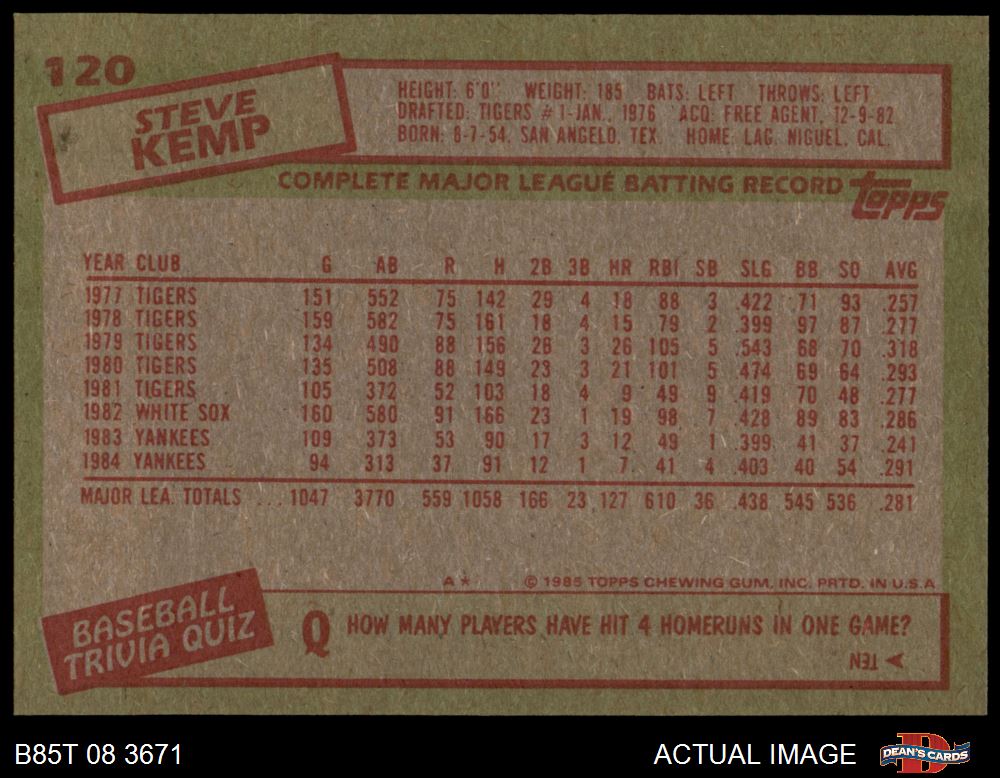 120
STEVE
KEMP
HEIGHT: 6'0" WEIGHT: 185 BATS: LEFT THROWS: LEFT
DRAFTED: TIGERS #1-JAN., 1976 ACQ: FREE AGENT, 12-9-82
BORN: 8-7-54, SAN ANGELO, TEX. HOME: LAG. NIGUEL, CAL.
COMPLETE MAJOR LEAGUE BATTING RECORD
topps
YEAR CLUB G AB R H 2B 3B HR RBI SB SLG BB SO AVG
1977 TIGERS 151 552 75 142 29 4 18 88 3 .422 71 93 .257
1978 TIGERS 159 582 75 161 18 4 15 79 2 .399 97 87 .277
1979 TIGERS 134 490 88 156 26 3 26 105 5 .543 68 70 .318
1980 TIGERS 135 508 88 149 23 3 21 101 5 .474 69 64 .293
1981 TIGERS 105 372 52 103 18 4 9 49 9 .419 70 48 .277
1982 WHITE SOX 160 580 91 166 23 1 19 98 7 .428 89 83 .286
1983 YANKEES 109 373 53 90 17 3 12 49 1 .399 41 37 .241
1984 YANKEES 94 313 37 91 12 1 7 41 4 .403 40 54 .291
MAJOR LEA. TOTALS ... 1047 3770 559 1058 166 23 127 610 36 .438 545 536 .281
A* © 1985 TOPPS CHEWING GUM, INC. PRTD. IN U.S.A.
BASEBALL
TRIVIA QUIZ
Q HOW MANY PLAYERS HAVE HIT 4 HOMERUNS IN ONE GAME?
TEN
B85T 08 3671
ACTUAL IMAGE
D
DEAN'S CARDS